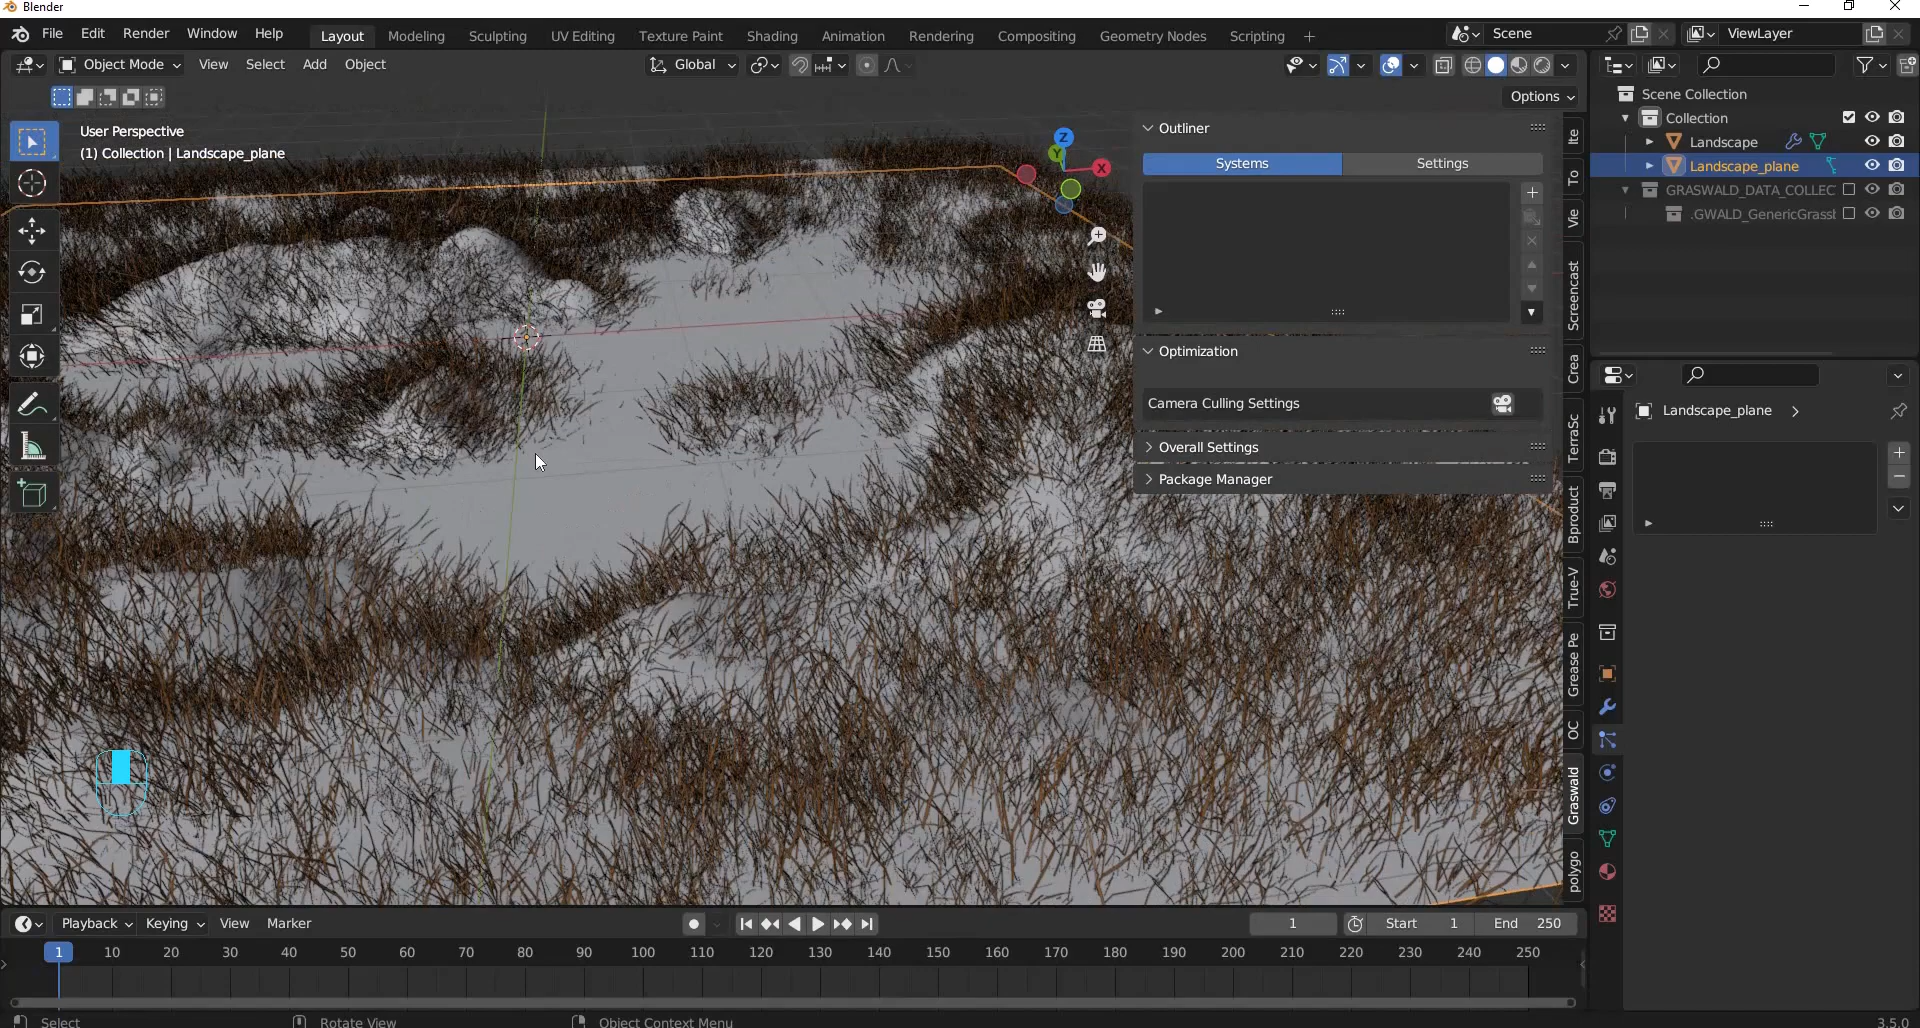 Blender
File Edit Render Window Help
Layout Modeling Sculpting UV Editing Texture Paint Shading Animation Rendering Compositing Geometry Nodes Scripting
Scene
ViewLayer
Object Mode View Select Add Object
Global
Options
User Perspective
(1) Collection | Landscape_plane
Z
Y
X
Outliner
Systems
Settings
Optimization
Camera Culling Settings
Overall Settings
Package Manager
Ite
To
Vie
Screencast
Crea
TerraSc
Bproduct
True-V
Grease Pe
OC
Graswald
polygo
Scene Collection
Collection
Landscape
Landscape_plane
GRASWALD_DATA_COLLEC
.GWALD_GenericGrasst
Landscape_plane
Playback Keying View Marker
1
Start 1
End 250
1 10 20 30 40 50 60 70 80 90 100 110 120 130 140 150 160 170 180 190 200 210 220 230 240 250
Select
Rotate View
Object Context Menu
3.5.0